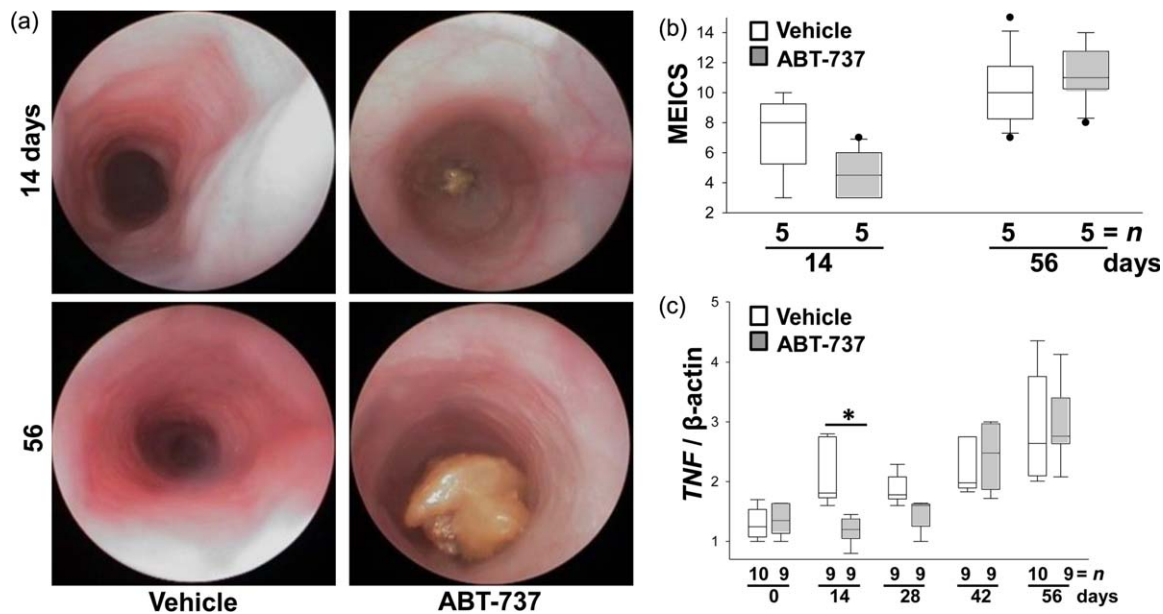 (a)
14 days
56
Vehicle
ABT-737
(b)
Vehicle
ABT-737
MEICS
14
12
10
8
6
4
2
5 5 5 5 = n
14 56 days
(c)
Vehicle
ABT-737
TNF / β-actin
5
4
3
2
1
*
10 9 9 9 9 9 9 9 10 9 = n
0 14 28 42 56 days